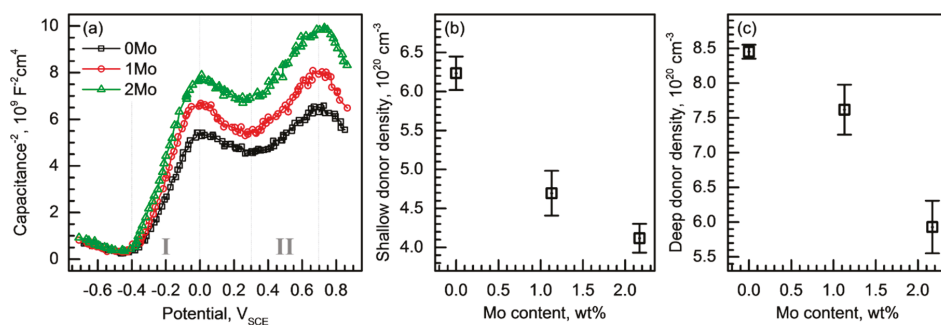 (a)
0Mo
1Mo
2Mo
I
II
10
8
6
4
2
0
Capacitance⁻², 10⁹ F⁻²cm⁴
-0.6 -0.4 -0.2 0.0 0.2 0.4 0.6 0.8
Potential, V_SCE
(b)
6.5
6.0
5.5
5.0
4.5
4.0
Shallow donor density, 10²⁰ cm⁻³
0.0 0.5 1.0 1.5 2.0
Mo content, wt%
(c)
8.5
8.0
7.5
7.0
6.5
6.0
5.5
Deep donor density, 10²⁰ cm⁻³
0.0 0.5 1.0 1.5 2.0
Mo content, wt%